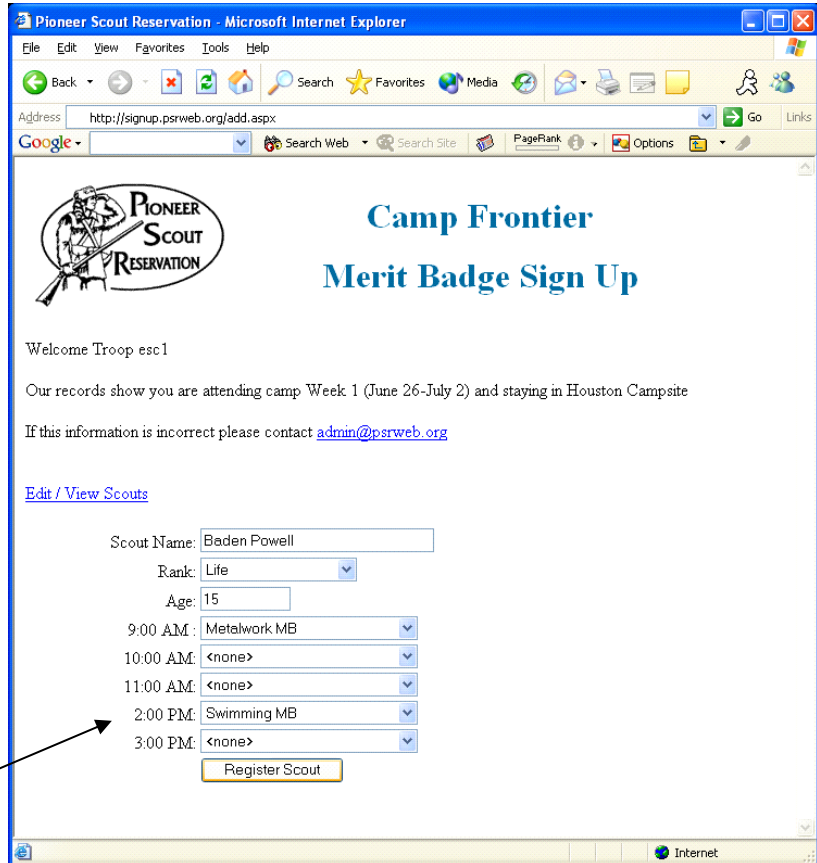 Pioneer Scout Reservation - Microsoft Internet Explorer
File Edit View Favorites Tools Help
Back Search Favorites Media
Address http://signup.psrweb.org/add.aspx Go Links
Google Search Web Search Site PageRank Options
PIONEER
SCOUT
RESERVATION
Camp Frontier
Merit Badge Sign Up
Welcome Troop esc1
Our records show you are attending camp Week 1 (June 26-July 2) and staying in Houston Campsite
If this information is incorrect please contact admin@psrweb.org
Edit / View Scouts
Scout Name: Baden Powell
Rank: Life
Age: 15
9:00 AM : Metalwork MB
10:00 AM: <none>
11:00 AM: <none>
2:00 PM: Swimming MB
3:00 PM: <none>
Register Scout
Internet